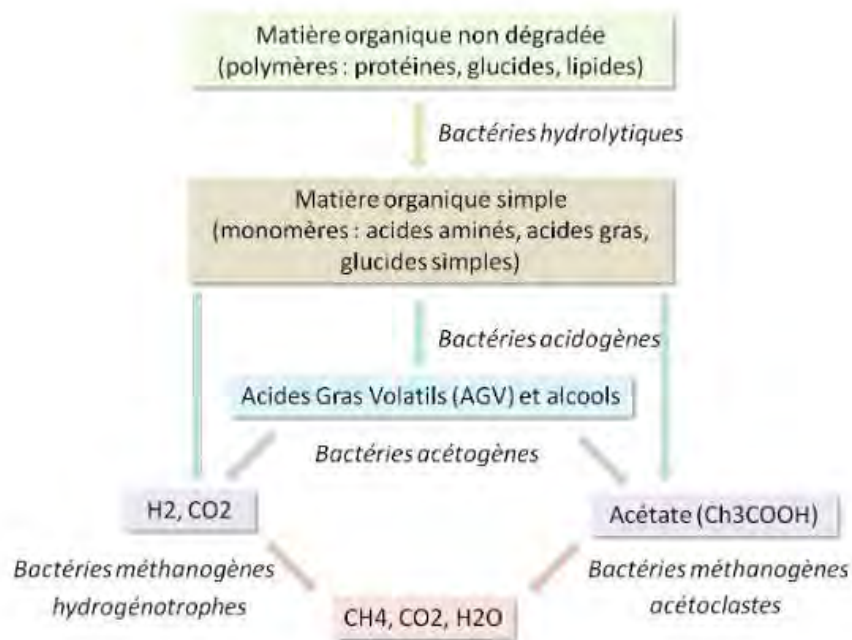 Matière organique non dégradée
(polymères : protéines, glucides, lipides)
Bactéries hydrolytiques
Matière organique simple
(monomères : acides aminés, acides gras,
glucides simples)
Bactéries acidogènes
Acides Gras Volatils (AGV) et alcools
Bactéries acétogènes
H2, CO2
Acétate (Ch3COOH)
Bactéries méthanogènes
hydrogénotrophes
Bactéries méthanogènes
acétoclastes
CH4, CO2, H2O